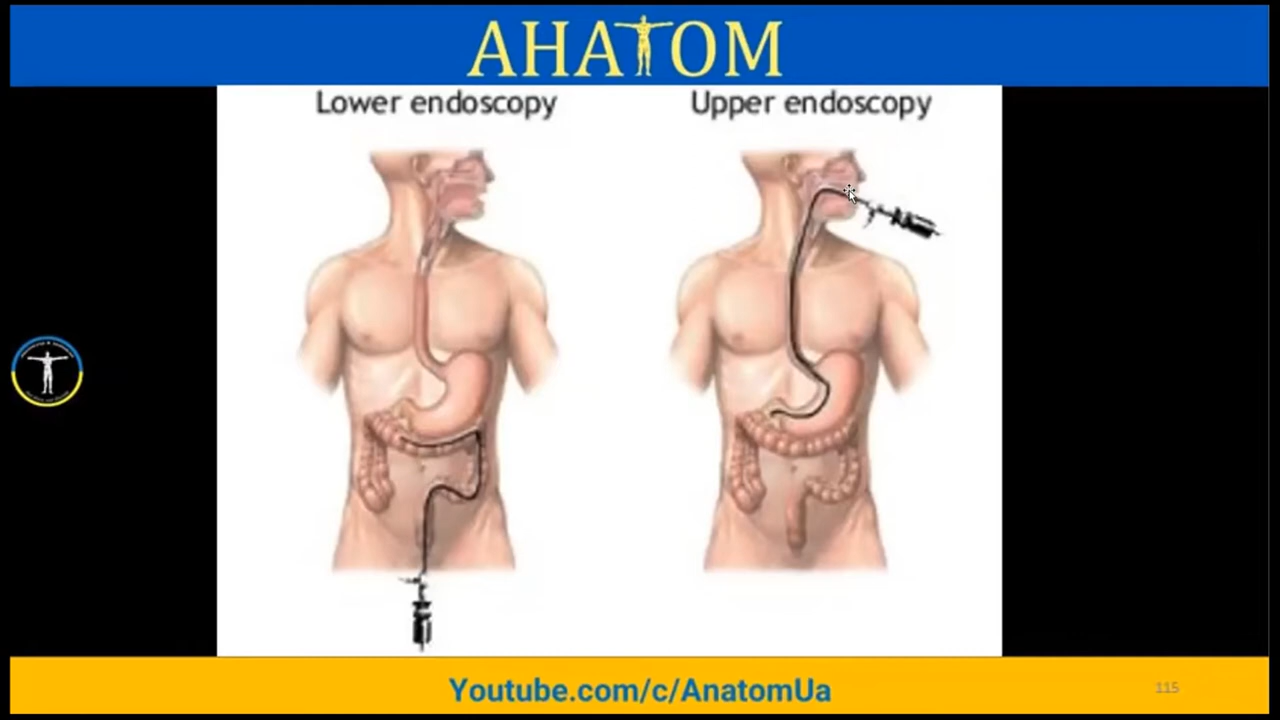 АНАТОМ
Lower endoscopy
Upper endoscopy
Youtube.com/c/AnatomUa
115